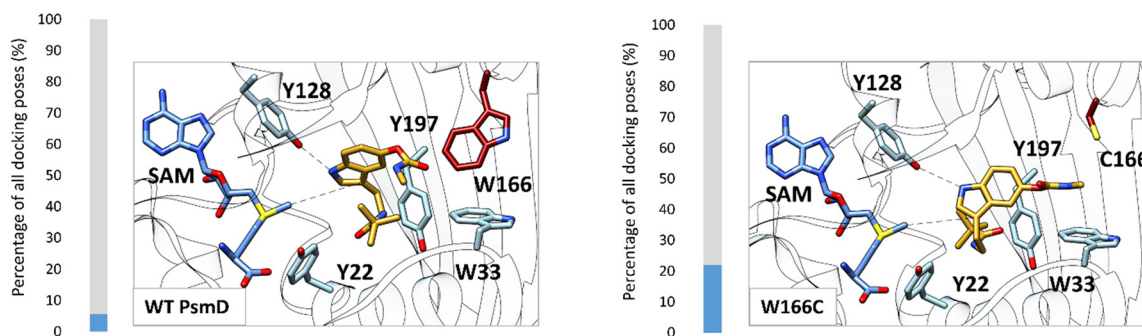 Percentage of all docking poses (%)
100
90
80
70
60
50
40
30
20
10
0
Y128
SAM
Y197
W166
Y22
W33
WT PsmD
Percentage of all docking poses (%)
100
90
80
70
60
50
40
30
20
10
0
Y128
SAM
Y197
C166
Y22
W33
W166C